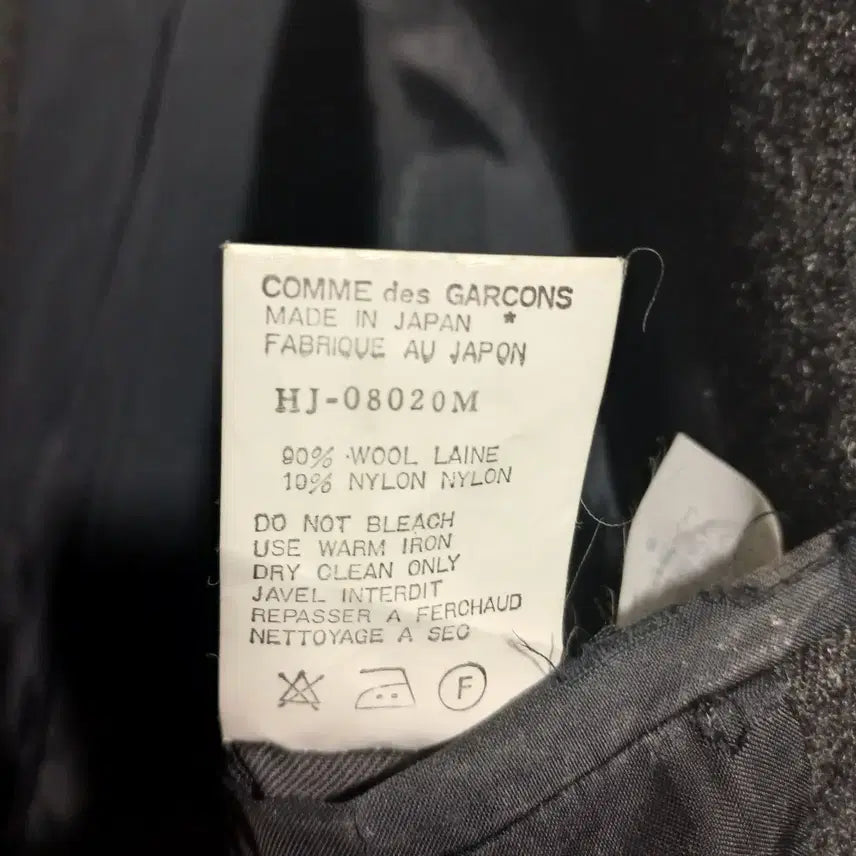 COMME des GARCONS
MADE IN JAPAN *
FABRIQUE AU JAPON
HJ-08020M
90% WOOL LAINE
10% NYLON NYLON
DO NOT BLEACH
USE WARM IRON
DRY CLEAN ONLY
JAVEL INTERDIT
REPASSER A FERCHAUD
NETTOYAGE A SEC
F